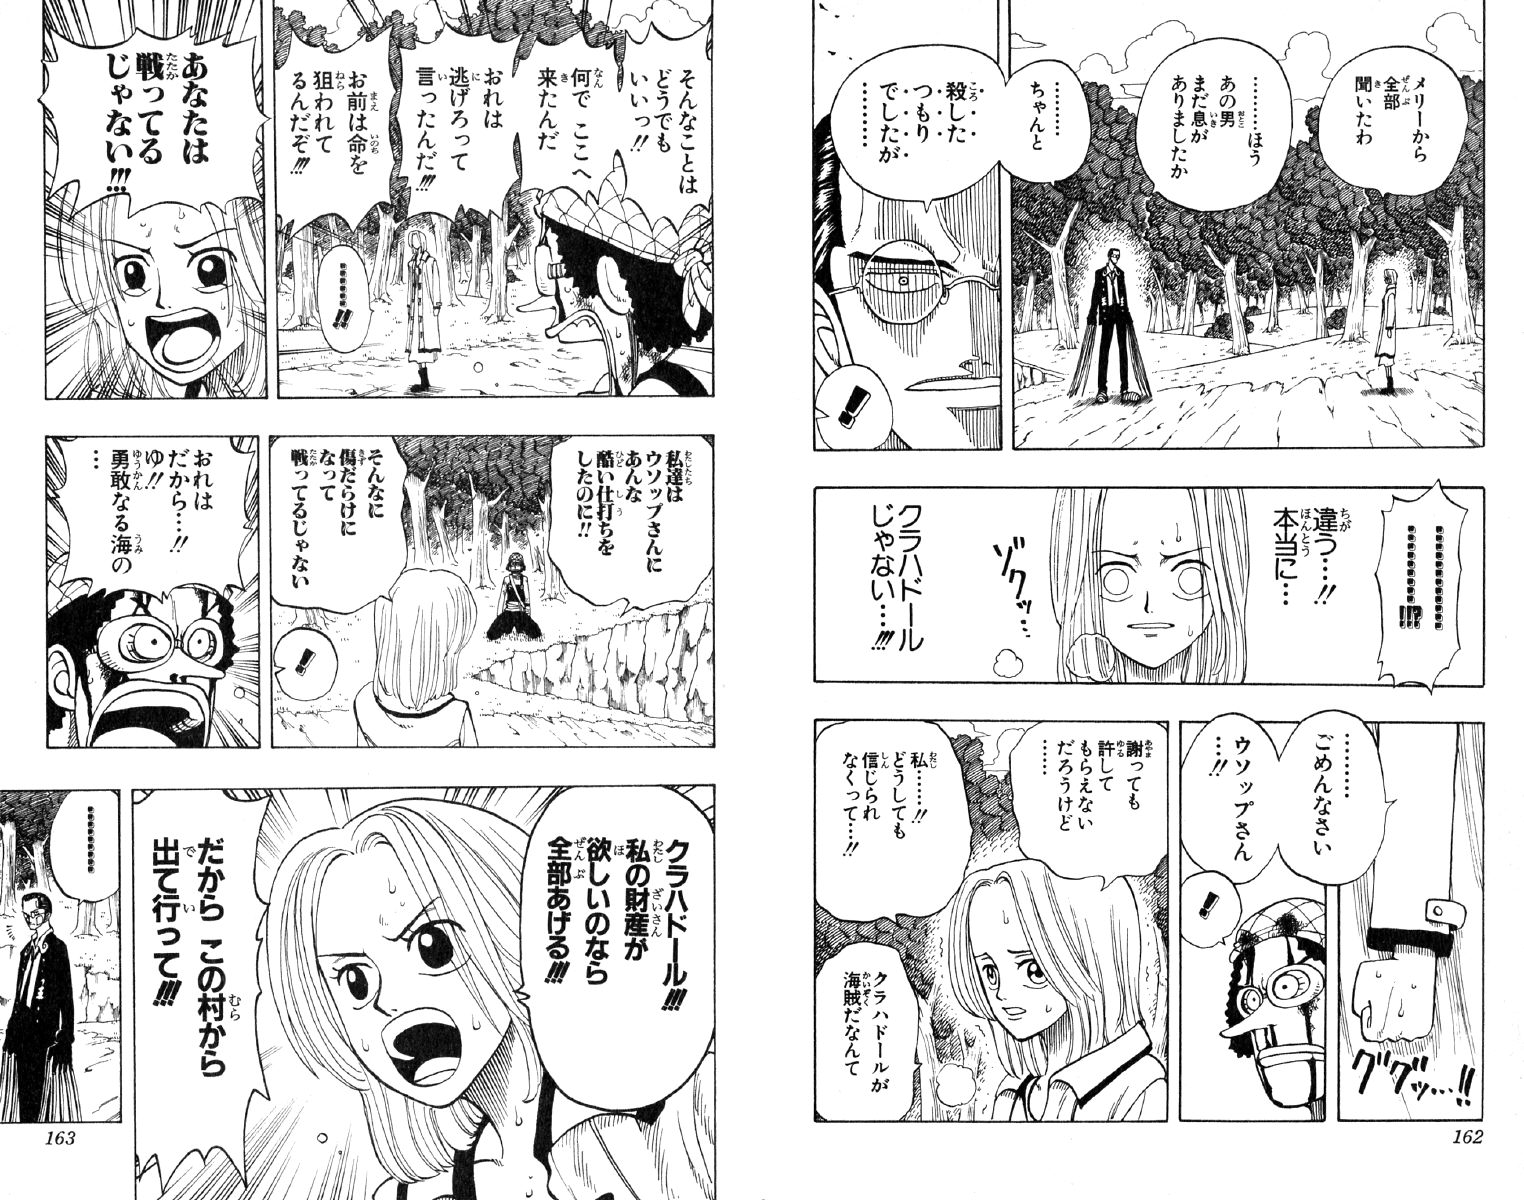 メリーから
全部
聞いたわ
………ほう
あの男
まだ息が
ありましたか
………
ちゃんと
殺した
つもり
でしたが
………
!!
……………!!?
違う…!!
本当に…
クラハドール
じゃない…!!!
ゾクッ…
グググッ…!!
………
ごめんなさい
ウソップさん
…!!
!
謝っても
許して
もらえない
だろうけど
……
私……!!
どうしても
信じられ
なくって…!!
クラハドールが
海賊だなんて
162
そんなことは
どうでも
いいっ!!
何で ここへ
来たんだ
おれは
逃げろって
言ったんだ!!!
お前は命を
狙われて
るんだぞ!!!
………!!
あなたは
戦ってる
じゃない!!!
私達は
ウソップさんに
あんな
酷い仕打ちを
したのに!!
そんなに
傷だらけに
なって
戦ってるじゃない
!
おれは
だから…!!
ゆ!!
勇敢なる海の
…
クラハドール!!!
私の財産が
欲しいのなら
全部あげる!!!
だから この村から
出て行って!!!
………
163